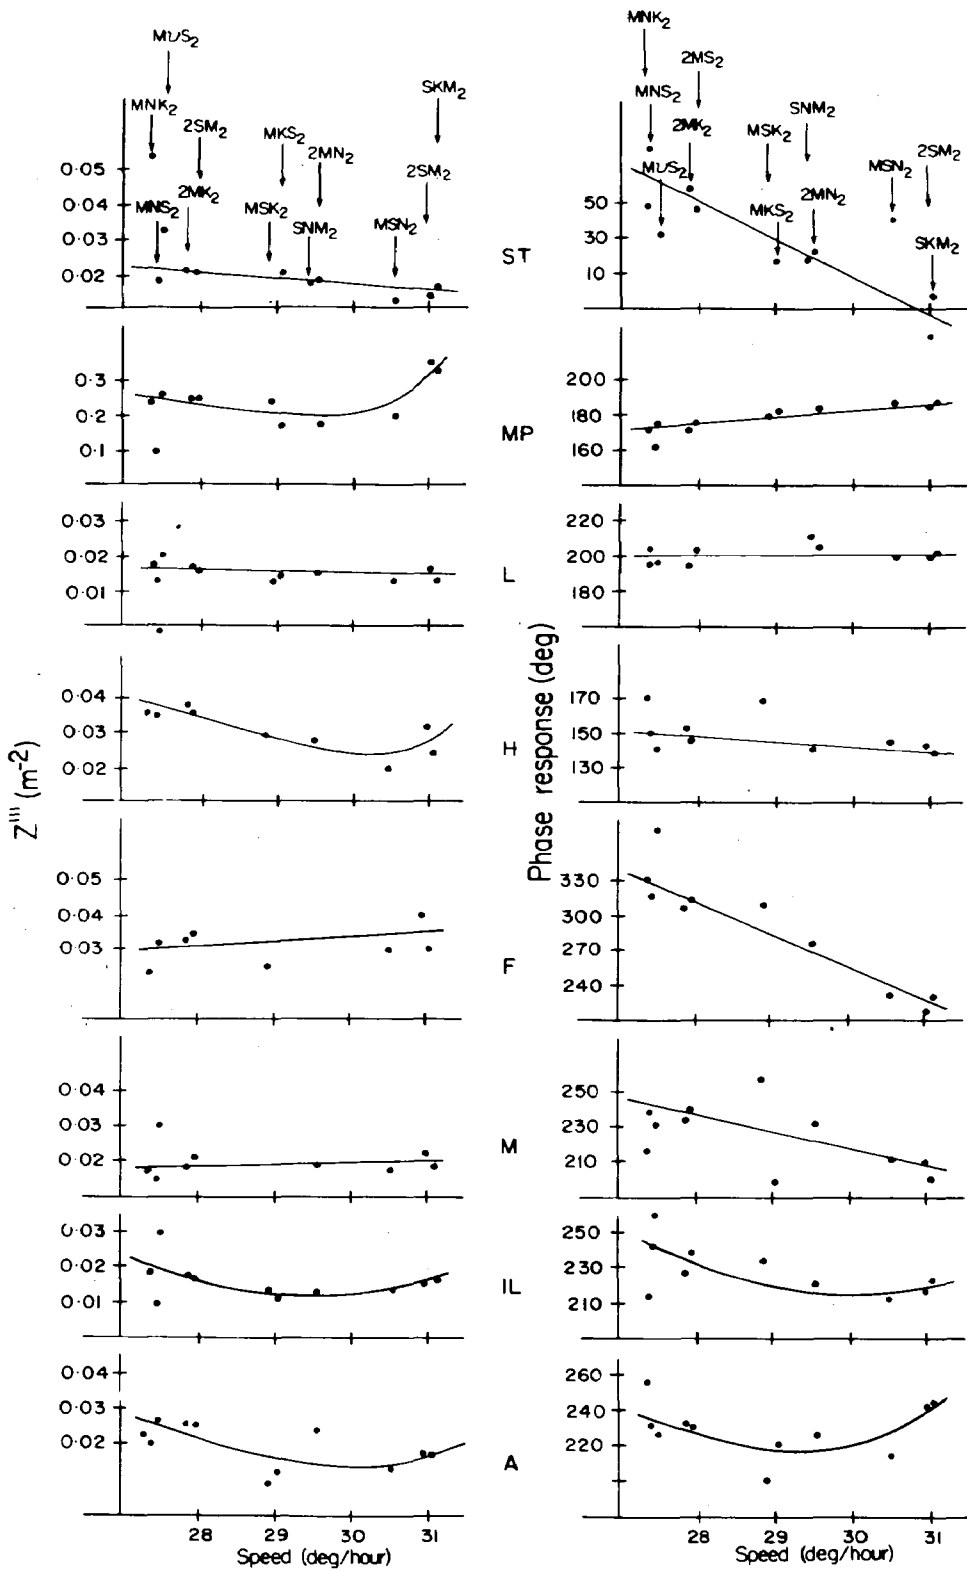 MνS₂
MNK₂
2SM₂
MKS₂
2MN₂
SKM₂
2SM₂
MNS₂
2MK₂
MSK₂
SNM₂
MSN₂
0·05
0·04
0·03
0·02
MNK₂
MNS₂
2MS₂
2MK₂
MνS₂
MSK₂
SNM₂
MKS₂
2MN₂
MSN₂
2SM₂
SKM₂
50
30
10
ST
0·3
0·2
0·1
MP
200
180
160
0·03
0·02
0·01
L
220
200
180
0·04
0·03
0·02
H
170
150
130
0·05
0·04
0·03
F
330
300
270
240
0·04
0·03
0·02
M
250
230
210
0·03
0·02
0·01
IL
250
230
210
0·04
0·03
0·02
A
260
240
220
28 29 30 31
28 29 30 31
Speed (deg/hour)
Speed (deg/hour)
Z''' (m⁻²)
Phase response (deg)